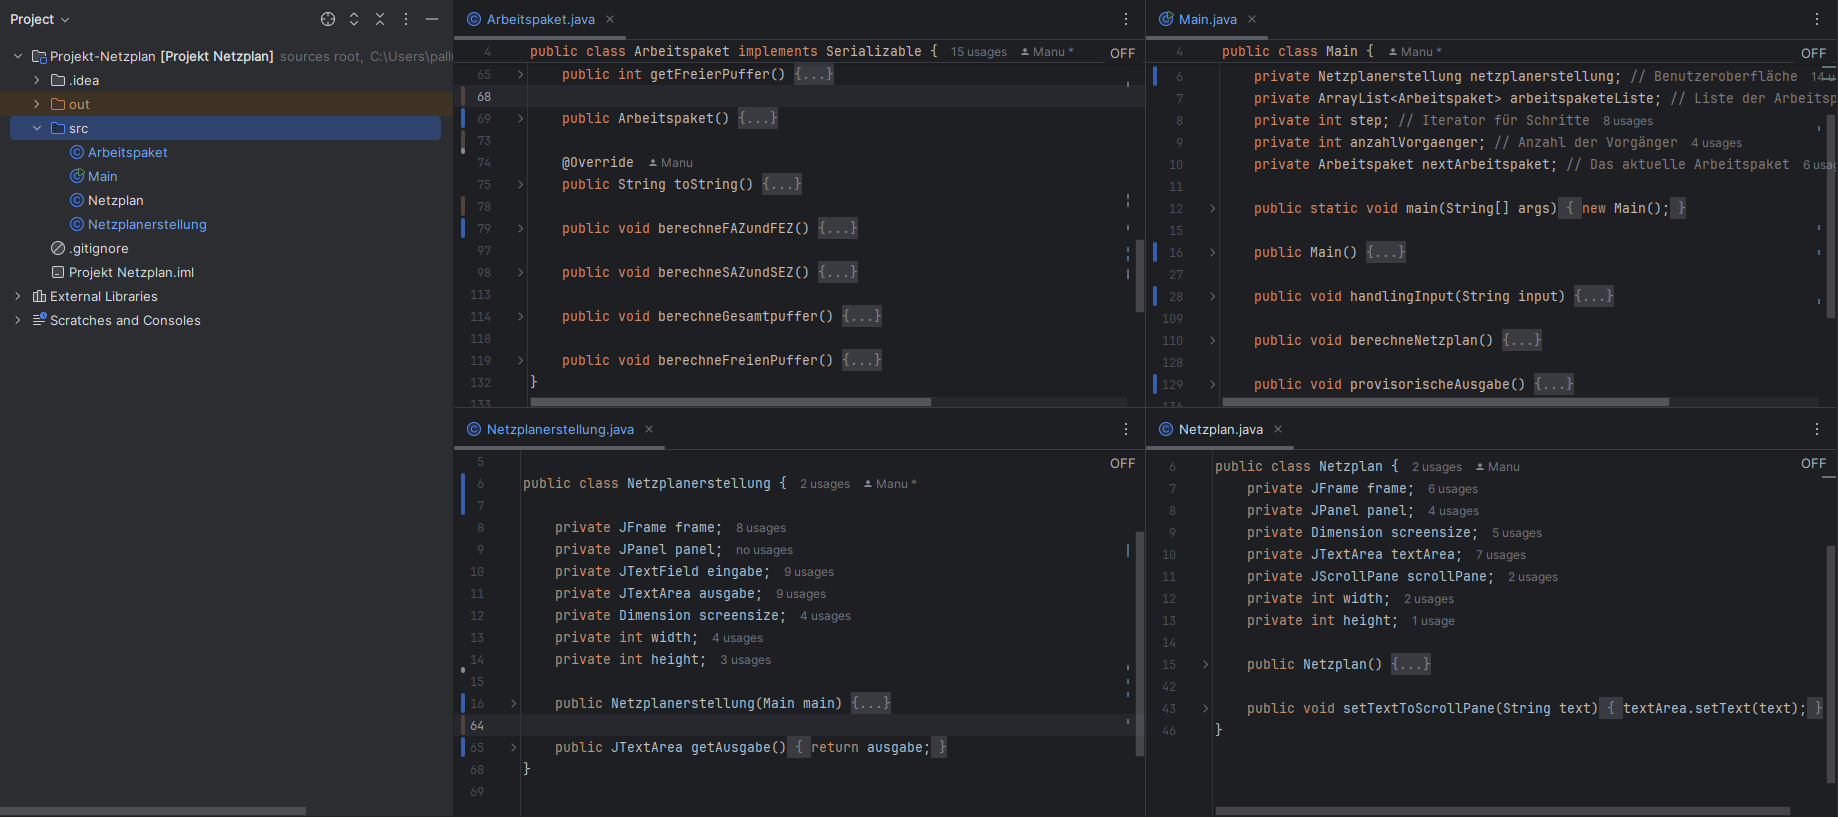 Project
Projekt-Netzplan [Projekt Netzplan] sources root, C:\Users\pall
.idea
out
src
Arbeitspaket
Main
Netzplan
Netzplanerstellung
.gitignore
Projekt Netzplan.iml
External Libraries
Scratches and Consoles
Arbeitspaket.java
OFF
4 public class Arbeitspaket implements Serializable { 15 usages Manu *
65 public int getFreierPuffer() {...}
68
69 public Arbeitspaket() {...}
73
74 @Override Manu
75 public String toString() {...}
78
79 public void berechneFAZundFEZ() {...}
97
98 public void berechneSAZundSEZ() {...}
113
114 public void berechneGesamtpuffer() {...}
118
119 public void berechneFreienPuffer() {...}
132 }
133
Main.java
OFF
4 public class Main { Manu *
6 private Netzplanerstellung netzplanerstellung; // Benutzeroberfläche 14 u
7 private ArrayList<Arbeitspaket> arbeitspaketeListe; // Liste der Arbeitsp
8 private int step; // Iterator für Schritte 8 usages
9 private int anzahlVorgaenger; // Anzahl der Vorgänger 4 usages
10 private Arbeitspaket nextArbeitspaket; // Das aktuelle Arbeitspaket 6 usag
11
12 public static void main(String[] args) { new Main(); }
15
16 public Main() {...}
27
28 public void handlingInput(String input) {...}
109
110 public void berechneNetzplan() {...}
128
129 public void provisorischeAusgabe() {...}
136
Netzplanerstellung.java
OFF
5
6 public class Netzplanerstellung { 2 usages Manu *
7
8 private JFrame frame; 8 usages
9 private JPanel panel; no usages
10 private JTextField eingabe; 9 usages
11 private JTextArea ausgabe; 9 usages
12 private Dimension screensize; 4 usages
13 private int width; 4 usages
14 private int height; 3 usages
15
16 public Netzplanerstellung(Main main) {...}
64
65 public JTextArea getAusgabe() { return ausgabe; }
68 }
69
Netzplan.java
OFF
6 public class Netzplan { 2 usages Manu
7 private JFrame frame; 6 usages
8 private JPanel panel; 4 usages
9 private Dimension screensize; 5 usages
10 private JTextArea textArea; 7 usages
11 private JScrollPane scrollPane; 2 usages
12 private int width; 2 usages
13 private int height; 1 usage
14
15 public Netzplan() {...}
42
43 public void setTextToScrollPane(String text) { textArea.setText(text); }
46 }